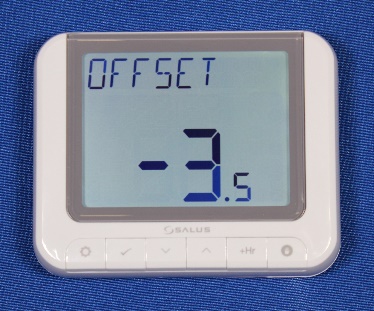 OFFSET
-3.5
SALUS
+Hr